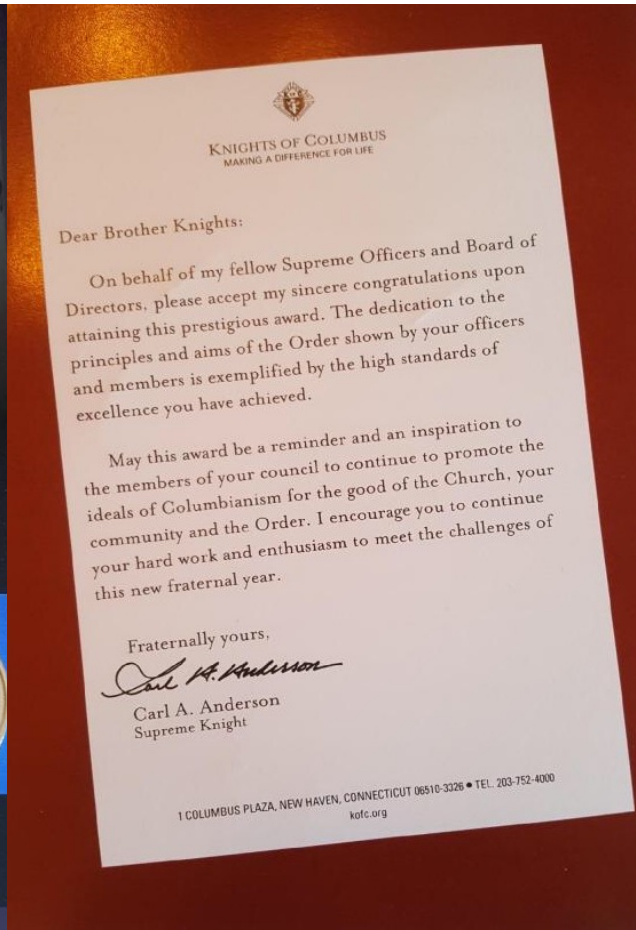 KNIGHTS OF COLUMBUS
MAKING A DIFFERENCE FOR LIFE
Dear Brother Knights:
On behalf of my fellow Supreme Officers and Board of
Directors, please accept my sincere congratulations upon
attaining this prestigious award. The dedication to the
principles and aims of the Order shown by your officers
and members is exemplified by the high standards of
excellence you have achieved.
May this award be a reminder and an inspiration to
the members of your council to continue to promote the
ideals of Columbianism for the good of the Church, your
community and the Order. I encourage you to continue
your hard work and enthusiasm to meet the challenges of
this new fraternal year.
Fraternally yours,
Carl A. Anderson
Carl A. Anderson
Supreme Knight
1 COLUMBUS PLAZA, NEW HAVEN, CONNECTICUT 06510-3326 ● TEL. 203-752-4000
kofc.org